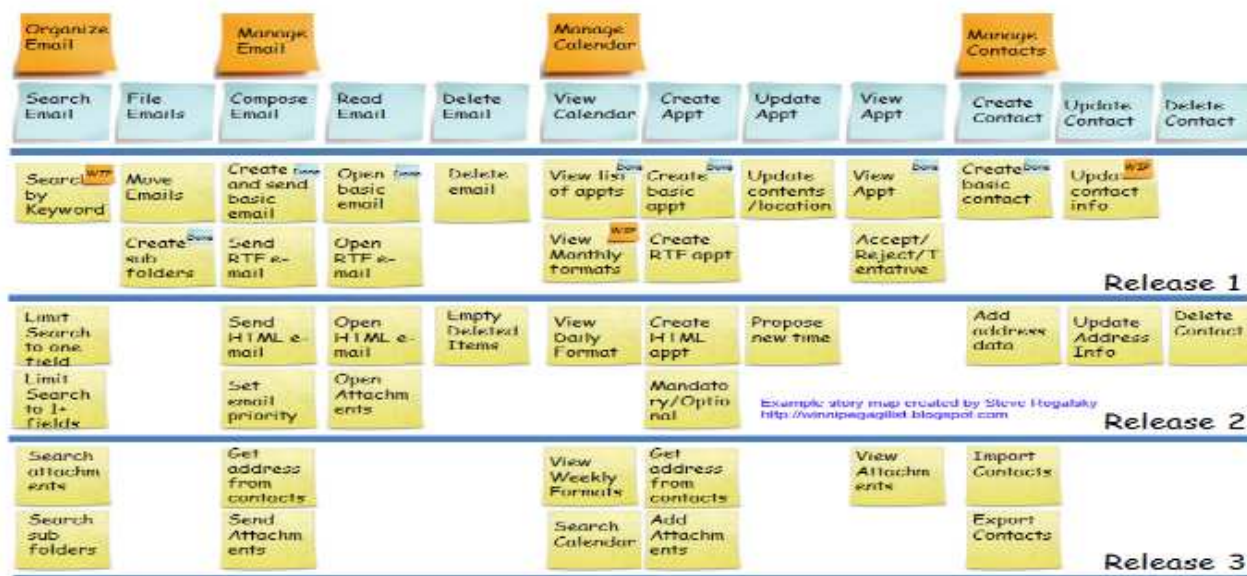 Organize
Email
Manage
Email
Manage
Calendar
Manage
Contacts
Search
Email
File
Emails
Compose
Email
Read
Email
Delete
Email
View
Calendar
Create
Appt
Update
Appt
View
Appt
Create
Contact
Update
Contact
Delete
Contact
Search
by
Keyword
WIP
Move
Emails
Create
and send
basic
email
Done
Open
basic
email
Done
Delete
email
View list
of appts
Done
Create
basic
appt
Done
Update
contents
/location
View
Appt
Done
Create
basic
contact
Done
Update
contact
info
WIP
Create
sub
folders
Done
Send
RTF e-
mail
Open
RTF e-
mail
View
Monthly
formats
WIP
Create
RTF appt
Accept/
Reject/T
entative
Release 1
Limit
Search
to one
field
Send
HTML e-
mail
Open
HTML e-
mail
Empty
Deleted
Items
View
Daily
Format
Create
HTML
appt
Propose
new time
Add
address
data
Update
Address
Info
Delete
Contact
Limit
Search
to 1+
fields
Set
email
priority
Open
Attachm
ents
Mandato
ry/Optio
nal
Example story map created by Steve Rogalsky
http://winnipegagilist.blogspot.com
Release 2
Search
attachm
ents
Get
address
from
contacts
View
Weekly
Formats
Get
address
from
contacts
View
Attachm
ents
Import
Contacts
Search
sub
folders
Send
Attachm
ents
Search
Calendar
Add
Attachm
ents
Export
Contacts
Release 3